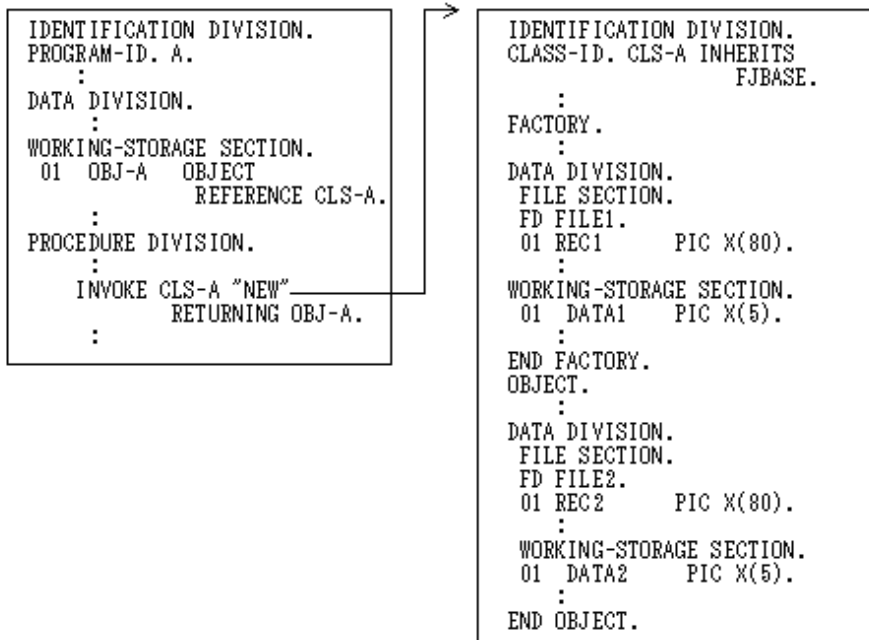 IDENTIFICATION DIVISION.
PROGRAM-ID. A.
:
DATA DIVISION.
:
WORKING-STORAGE SECTION.
01 OBJ-A OBJECT
REFERENCE CLS-A.
:
PROCEDURE DIVISION.
:
INVOKE CLS-A "NEW"
RETURNING OBJ-A.
:
IDENTIFICATION DIVISION.
CLASS-ID. CLS-A INHERITS
FJBASE.
:
FACTORY.
:
DATA DIVISION.
FILE SECTION.
FD FILE1.
01 REC1 PIC X(80).
:
WORKING-STORAGE SECTION.
01 DATA1 PIC X(5).
:
END FACTORY.
OBJECT.
:
DATA DIVISION.
FILE SECTION.
FD FILE2.
01 REC2 PIC X(80).
:
WORKING-STORAGE SECTION.
01 DATA2 PIC X(5).
:
END OBJECT.